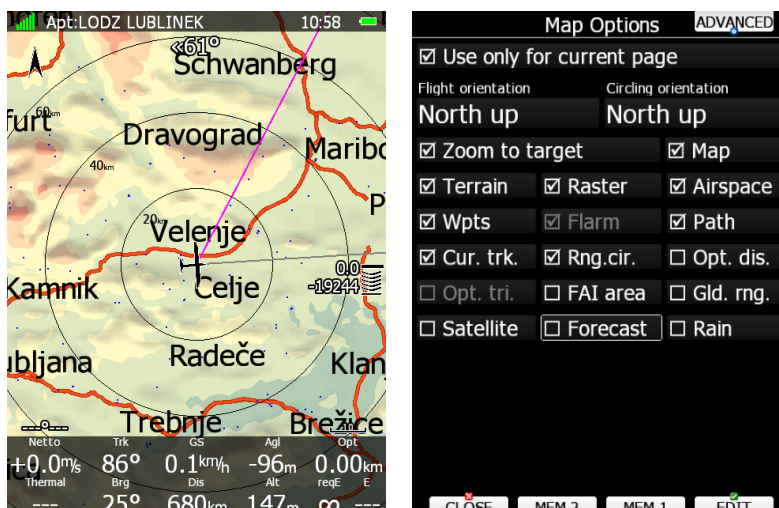 Apt:LODZ LUBLINEK 10:58
«61°
Schwanberg
furt
60km
Dravograd
Maribo
40km
P
20km
Velenje
0.0
-19244
Kamnik
Celje
ubljana
Radeče
Klan
Trebnje
Brežice
Netto Trk GS Agl Opt
+0.0m/s 86° 0.1km/h -96m 0.00km
Thermal Brg Dis Alt reqE E
--- 25° 680km 147m ∞ ---
Map Options ADVANCED
Use only for current page
Flight orientation Circling orientation
North up North up
Zoom to target Map
Terrain Raster Airspace
Wpts Flarm Path
Cur. trk. Rng.cir. Opt. dis.
Opt. tri. FAI area Gld. rng.
Satellite Forecast Rain
CLOSE MEM 2 MEM 1 EDIT